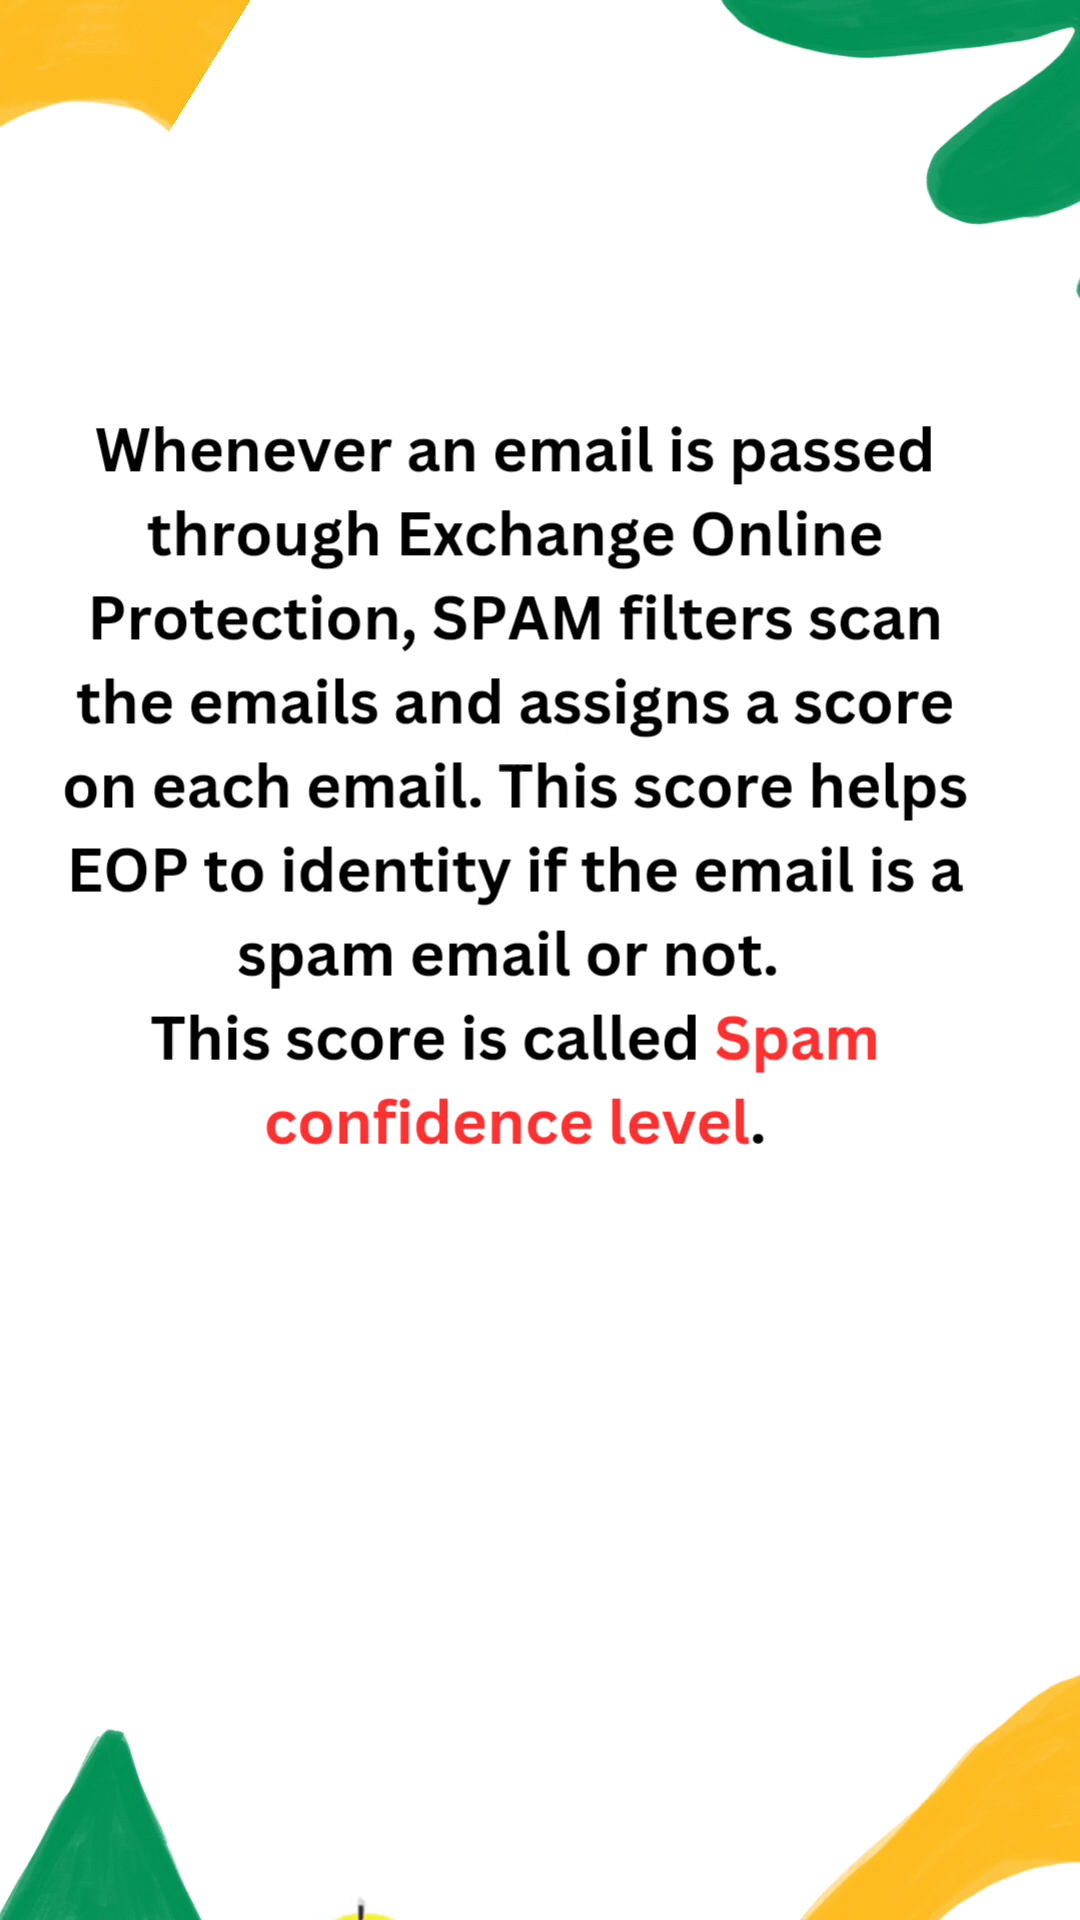 Whenever an email is passed
through Exchange Online
Protection, SPAM filters scan
the emails and assigns a score
on each email. This score helps
EOP to identity if the email is a
spam email or not.
This score is called Spam
confidence level.